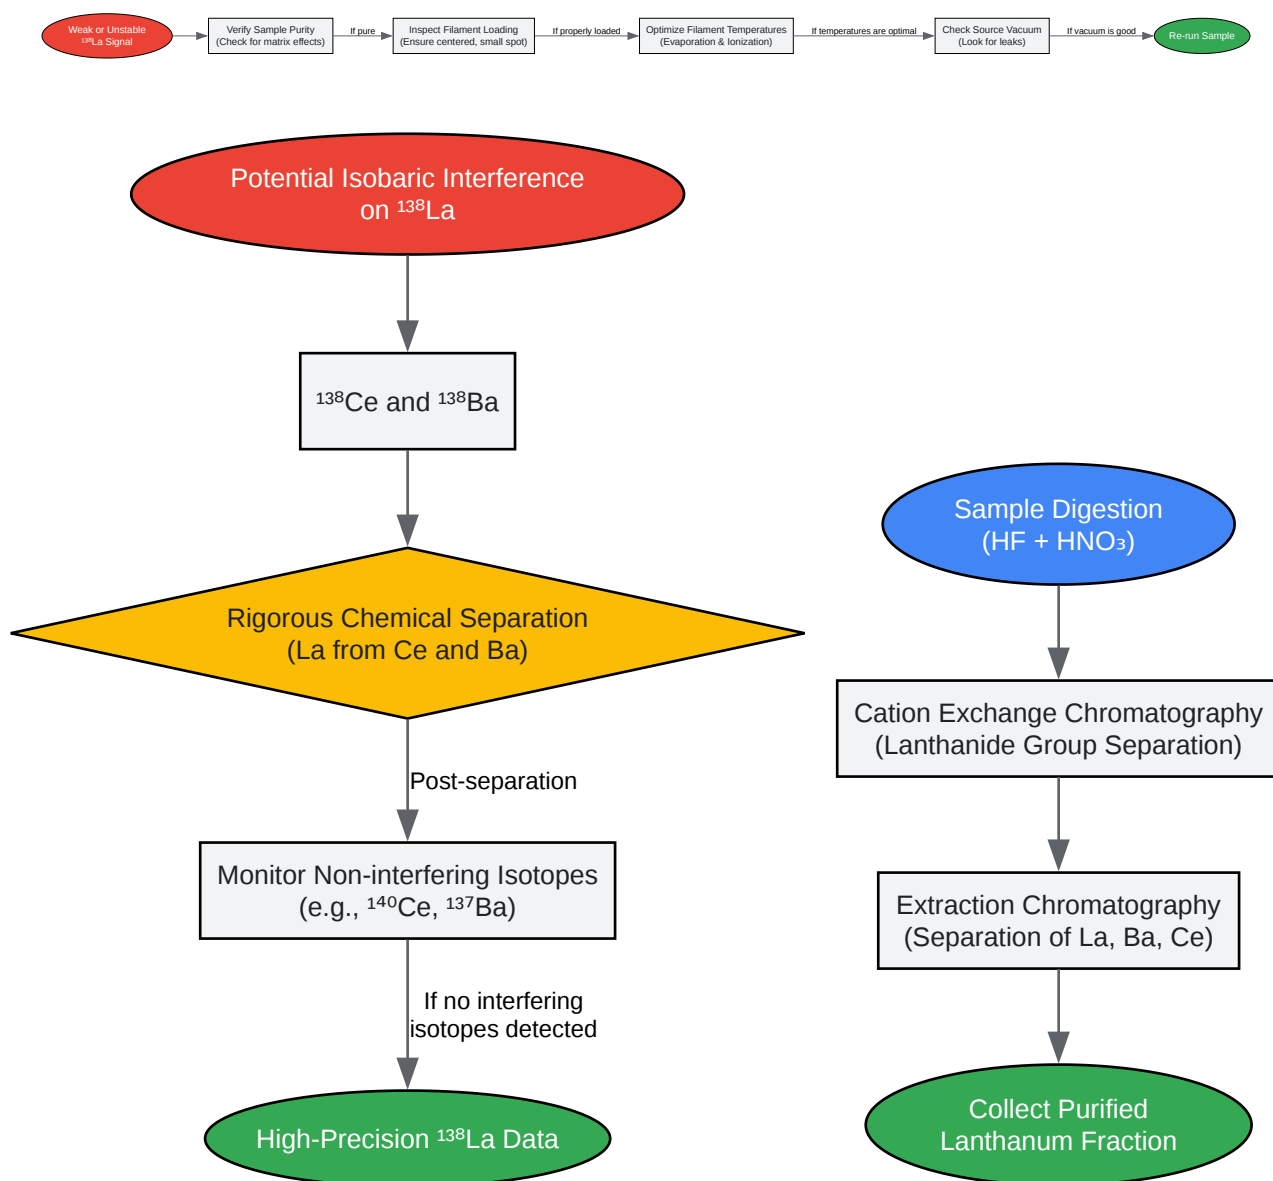 Weak or Unstable
¹³⁸La Signal
Verify Sample Purity
(Check for matrix effects)
If pure
Inspect Filament Loading
(Ensure centered, small spot)
If properly loaded
Optimize Filament Temperatures
(Evaporation & Ionization)
If temperatures are optimal
Check Source Vacuum
(Look for leaks)
If vacuum is good
Re-run Sample
Potential Isobaric Interference
on ¹³⁸La
¹³⁸Ce and ¹³⁸Ba
Rigorous Chemical Separation
(La from Ce and Ba)
Post-separation
Monitor Non-interfering Isotopes
(e.g., ¹⁴⁰Ce, ¹³⁷Ba)
If no interfering
isotopes detected
High-Precision ¹³⁸La Data
Sample Digestion
(HF + HNO₃)
Cation Exchange Chromatography
(Lanthanide Group Separation)
Extraction Chromatography
(Separation of La, Ba, Ce)
Collect Purified
Lanthanum Fraction